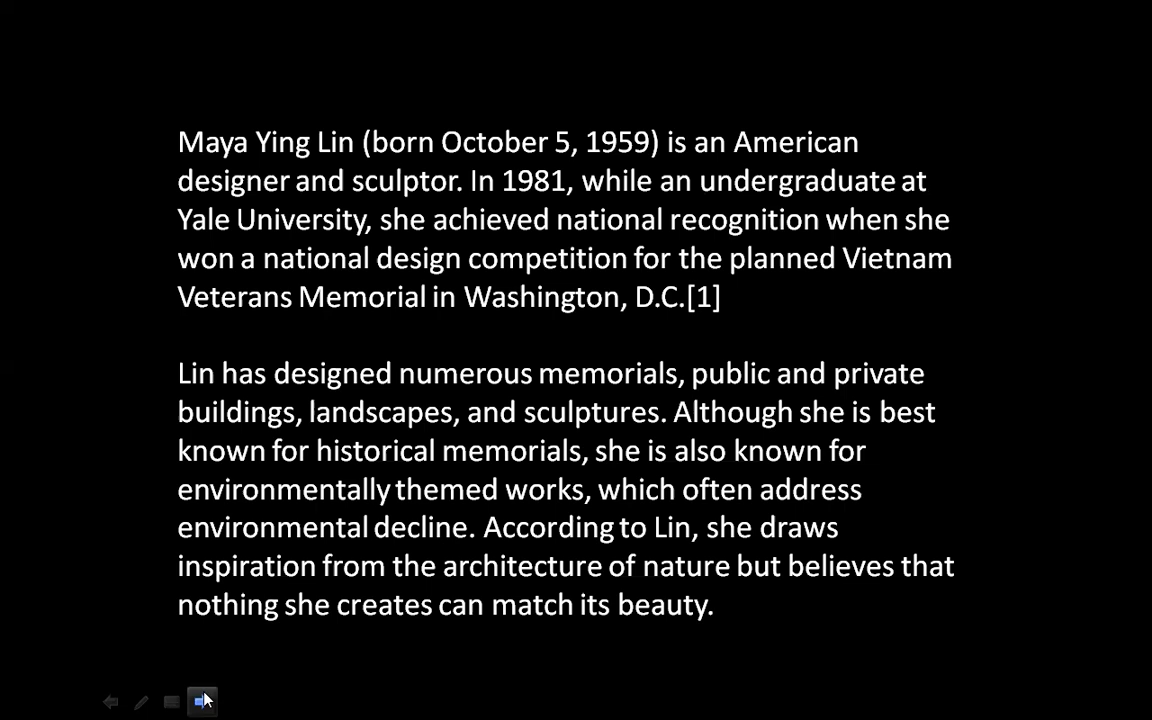 Maya Ying Lin (born October 5, 1959) is an American
designer and sculptor. In 1981, while an undergraduate at
Yale University, she achieved national recognition when she
won a national design competition for the planned Vietnam
Veterans Memorial in Washington, D.C.[1]
Lin has designed numerous memorials, public and private
buildings, landscapes, and sculptures. Although she is best
known for historical memorials, she is also known for
environmentally themed works, which often address
environmental decline. According to Lin, she draws
inspiration from the architecture of nature but believes that
nothing she creates can match its beauty.